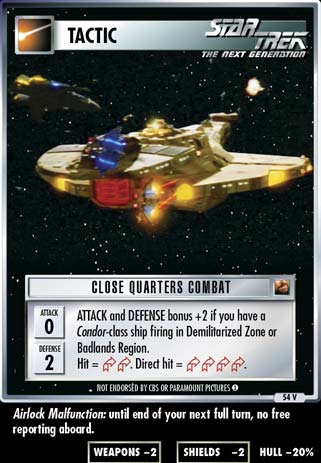 TACTIC
STAR TREK
THE NEXT GENERATION
CLOSE QUARTERS COMBAT
ATTACK
0
DEFENSE
2
ATTACK and DEFENSE bonus +2 if you have a
Condor-class ship firing in Demilitarized Zone or
Badlands Region.
Hit = . Direct hit = .
NOT ENDORSED BY CBS OR PARAMOUNT PICTURES
54 V
Airlock Malfunction: until end of your next full turn, no free
reporting aboard.
WEAPONS –2 SHIELDS –2 HULL –20%